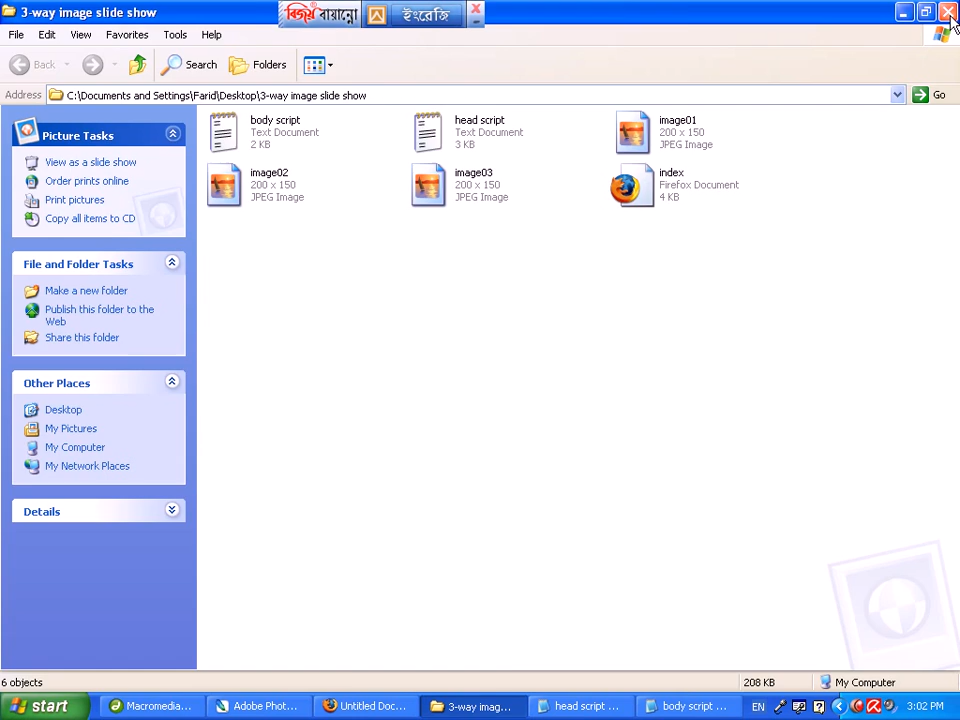 3-way image slide show
বিজয় বায়ান্নো ইংরেজি
File Edit View Favorites Tools Help
Back Search Folders
Address C:\Documents and Settings\Farid\Desktop\3-way image slide show Go
Picture Tasks
View as a slide show
Order prints online
Print pictures
Copy all items to CD
File and Folder Tasks
Make a new folder
Publish this folder to the
Web
Share this folder
Other Places
Desktop
My Pictures
My Computer
My Network Places
Details
body script
Text Document
2 KB
head script
Text Document
3 KB
image01
200 x 150
JPEG Image
image02
200 x 150
JPEG Image
image03
200 x 150
JPEG Image
index
Firefox Document
4 KB
6 objects 208 KB My Computer
start Macromedia... Adobe Phot... Untitled Doc... 3-way imag... head script ... body script ... EN 3:02 PM